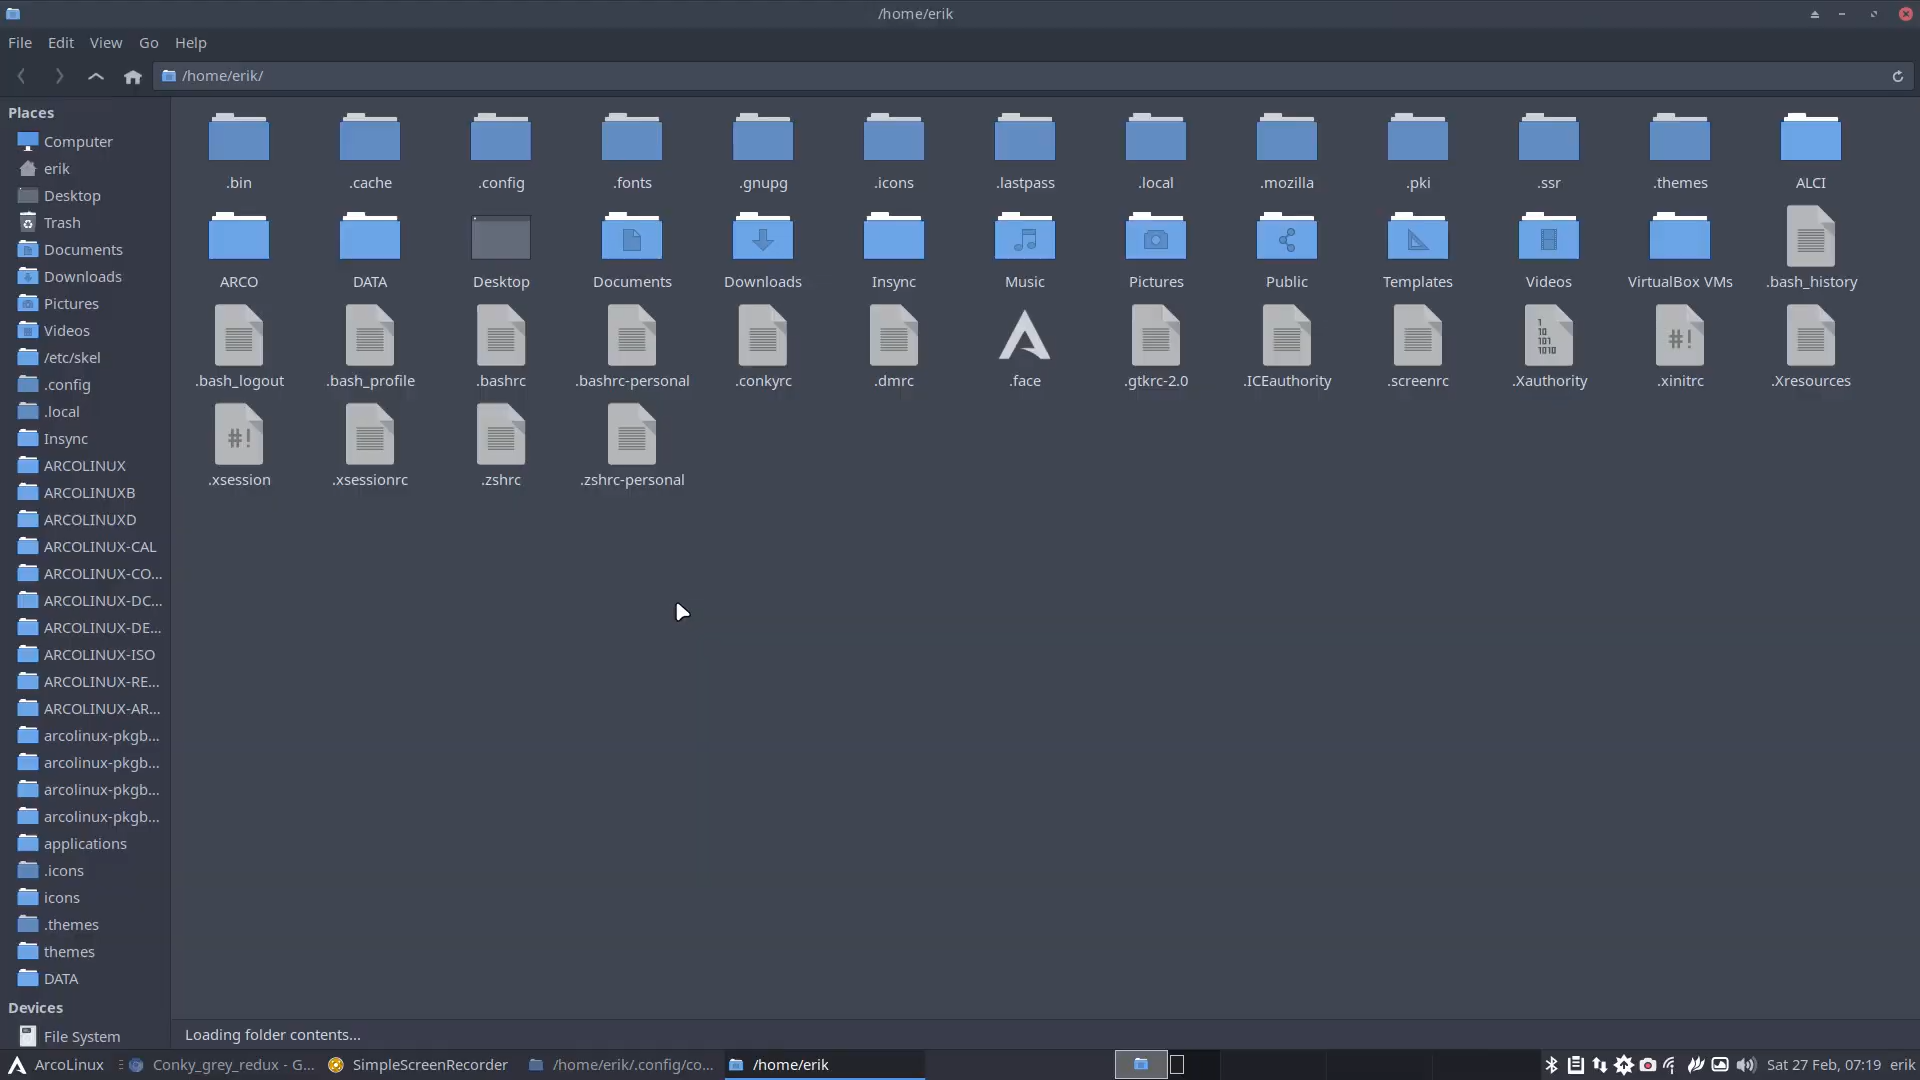 /home/erik
File Edit View Go Help
/home/erik/
Places
Computer
erik
Desktop
Trash
Documents
Downloads
Pictures
Videos
/etc/skel
.config
.local
Insync
ARCOLINUX
ARCOLINUXB
ARCOLINUXD
ARCOLINUX-CAL
ARCOLINUX-CO...
ARCOLINUX-DC...
ARCOLINUX-DE...
ARCOLINUX-ISO
ARCOLINUX-RE...
ARCOLINUX-AR...
arcolinux-pkgb...
arcolinux-pkgb...
arcolinux-pkgb...
arcolinux-pkgb...
applications
.icons
icons
.themes
themes
DATA
Devices
File System
.bin .cache .config .fonts .gnupg .icons .lastpass .local .mozilla .pki .ssr .themes ALCI
ARCO DATA Desktop Documents Downloads Insync Music Pictures Public Templates Videos VirtualBox VMs .bash_history
1
10
101
1010
#!
.bash_logout .bash_profile .bashrc .bashrc-personal .conkyrc .dmrc .face .gtkrc-2.0 .ICEauthority .screenrc .Xauthority .xinitrc .Xresources
#!
.xsession .xsessionrc .zshrc .zshrc-personal
Loading folder contents...
ArcoLinux Conky_grey_redux - G... SimpleScreenRecorder /home/erik/.config/co... /home/erik Sat 27 Feb, 07:19 erik